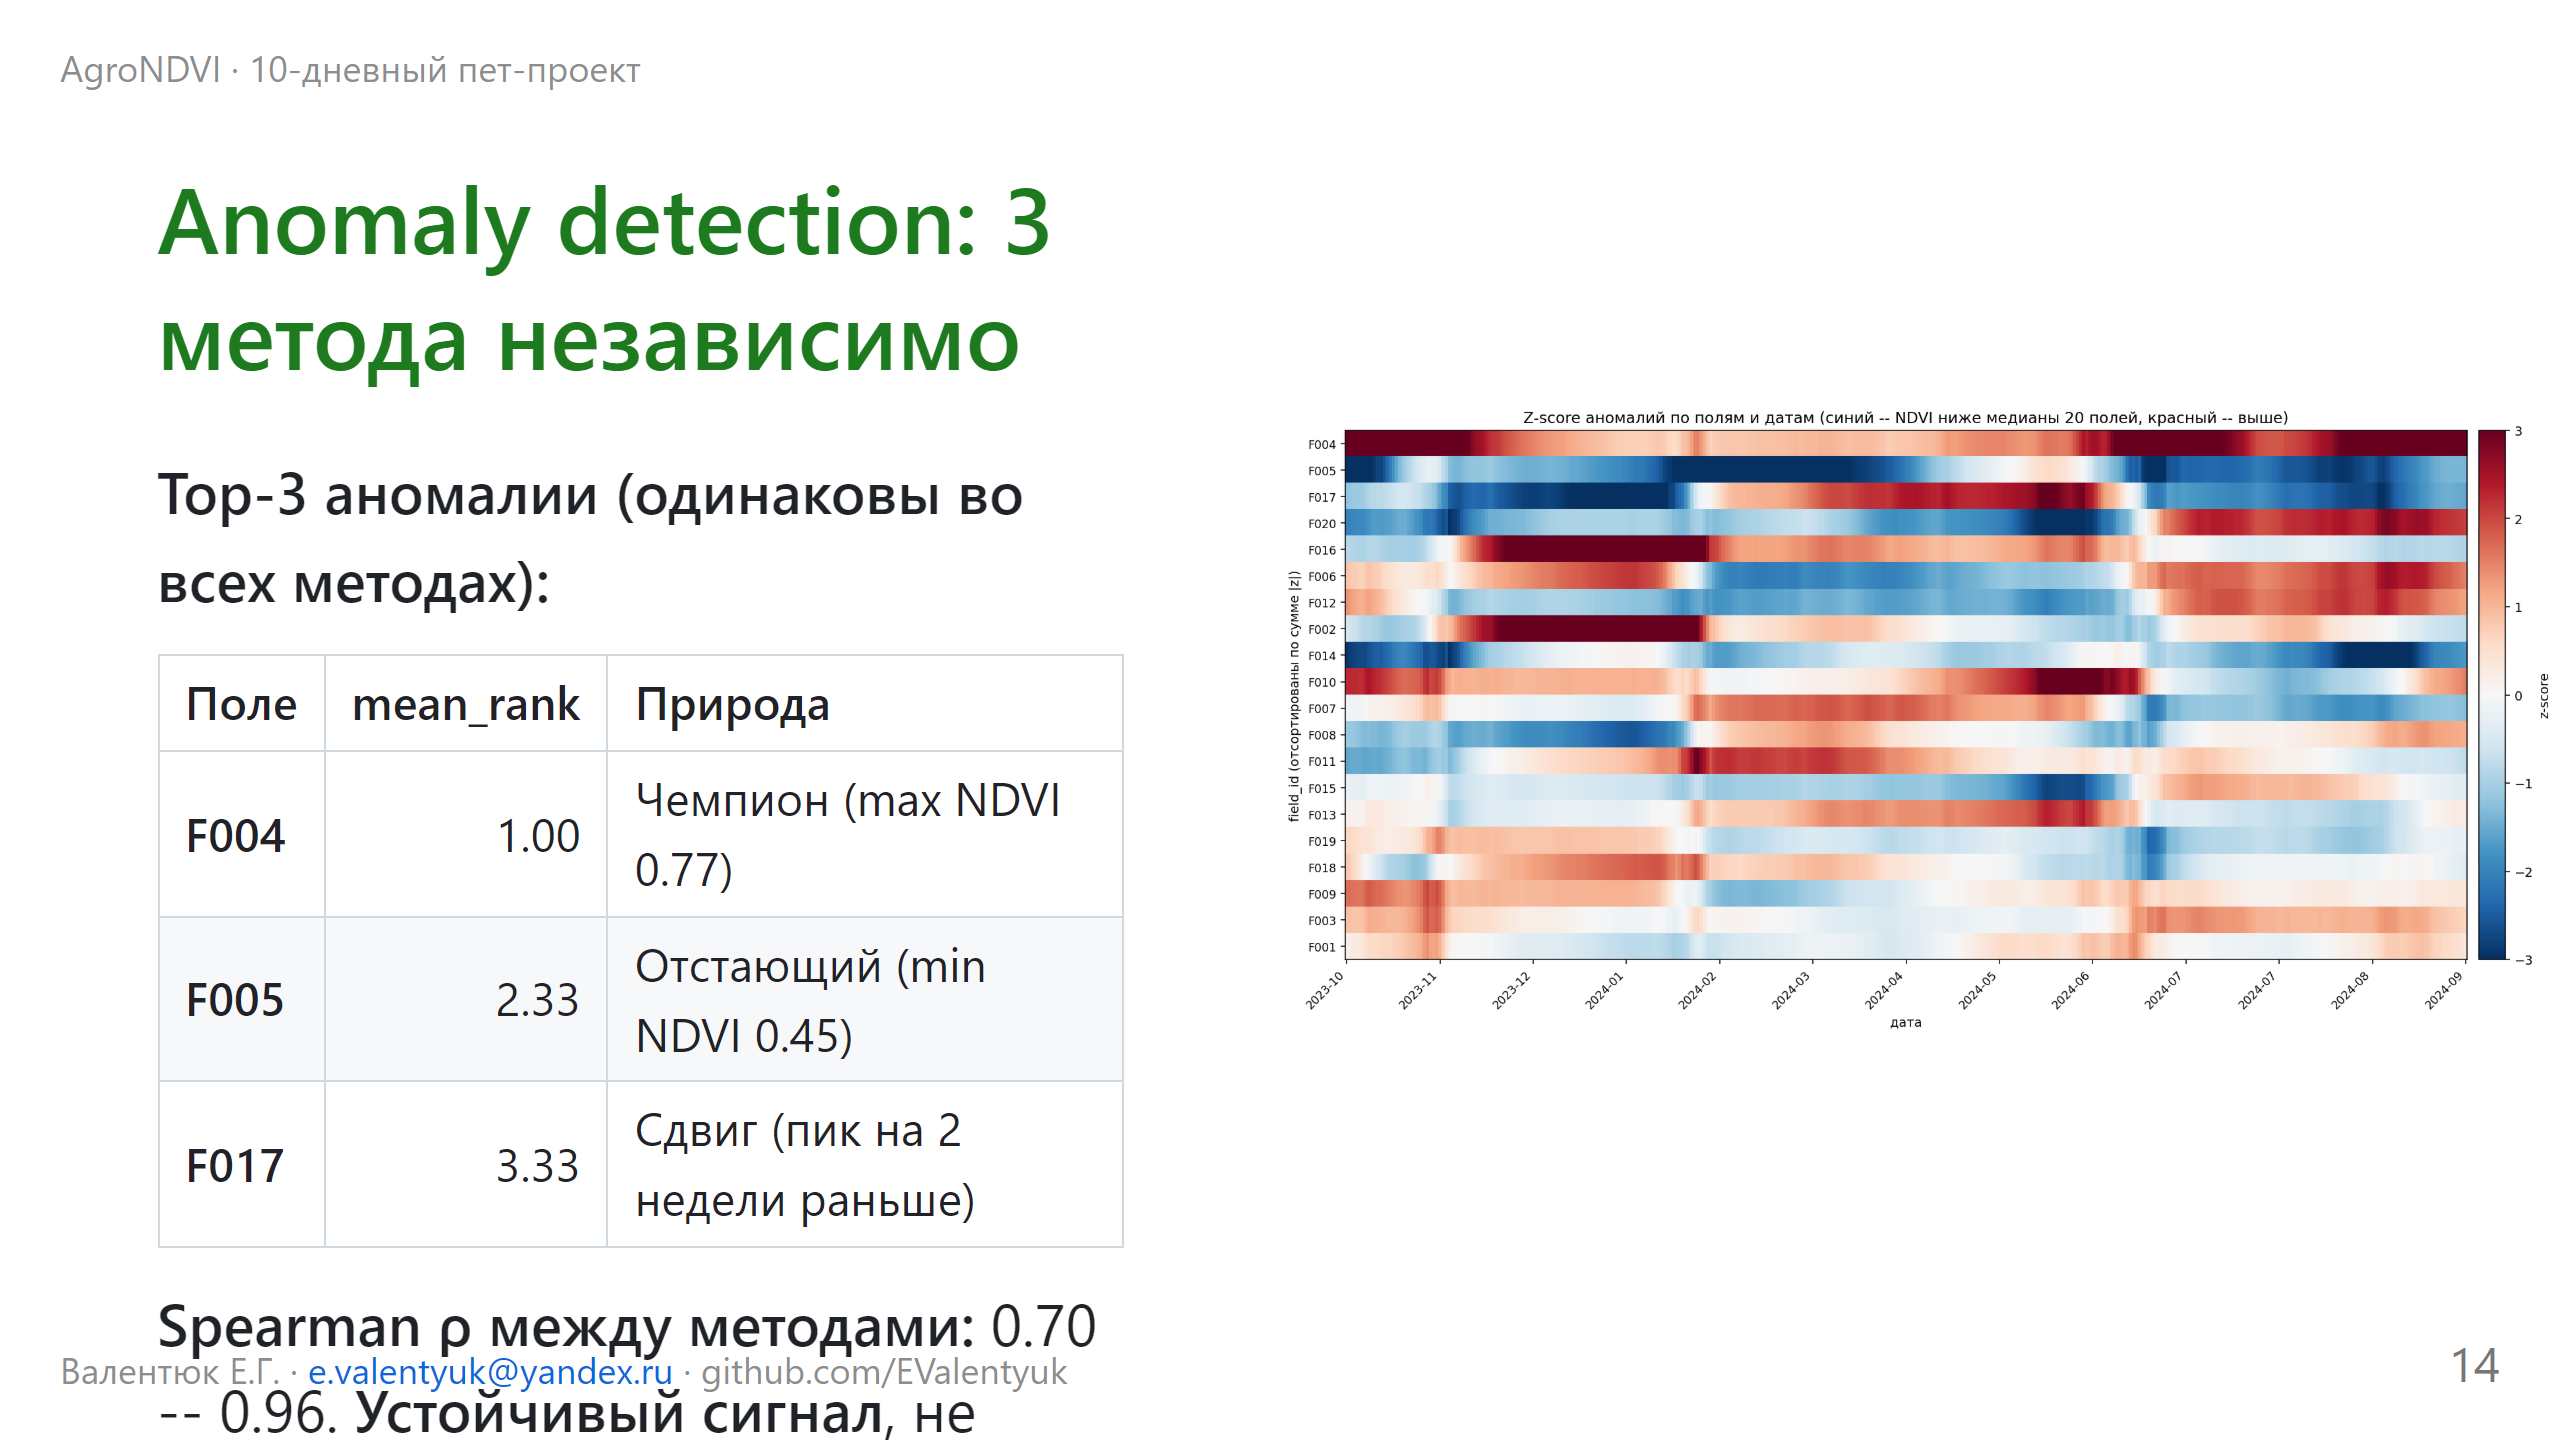 AgroNDVI · 10-дневный пет-проект
Anomaly detection: 3
метода независимо
Top-3 аномалии (одинаковы во
всех методах):
Поле mean_rank Природа
F004 1.00 Чемпион (max NDVI
0.77)
F005 2.33 Отстающий (min
NDVI 0.45)
F017 3.33 Сдвиг (пик на 2
недели раньше)
Spearman ρ между методами: 0.70
-- 0.96. Устойчивый сигнал, не
Z-score аномалий по полям и датам (синий -- NDVI ниже медианы 20 полей, красный -- выше)
field_id (отсортированы по сумме |z|)
F004
F005
F017
F020
F016
F006
F012
F002
F014
F010
F007
F008
F011
F015
F013
F019
F018
F009
F003
F001
2023-10 2023-11 2023-12 2024-01 2024-02 2024-03 2024-04 2024-05 2024-06 2024-07 2024-07 2024-08 2024-09
дата
3
2
1
0
−1
−2
−3
z-score
Валентюк Е.Г. · e.valentyuk@yandex.ru · github.com/EValentyuk
14